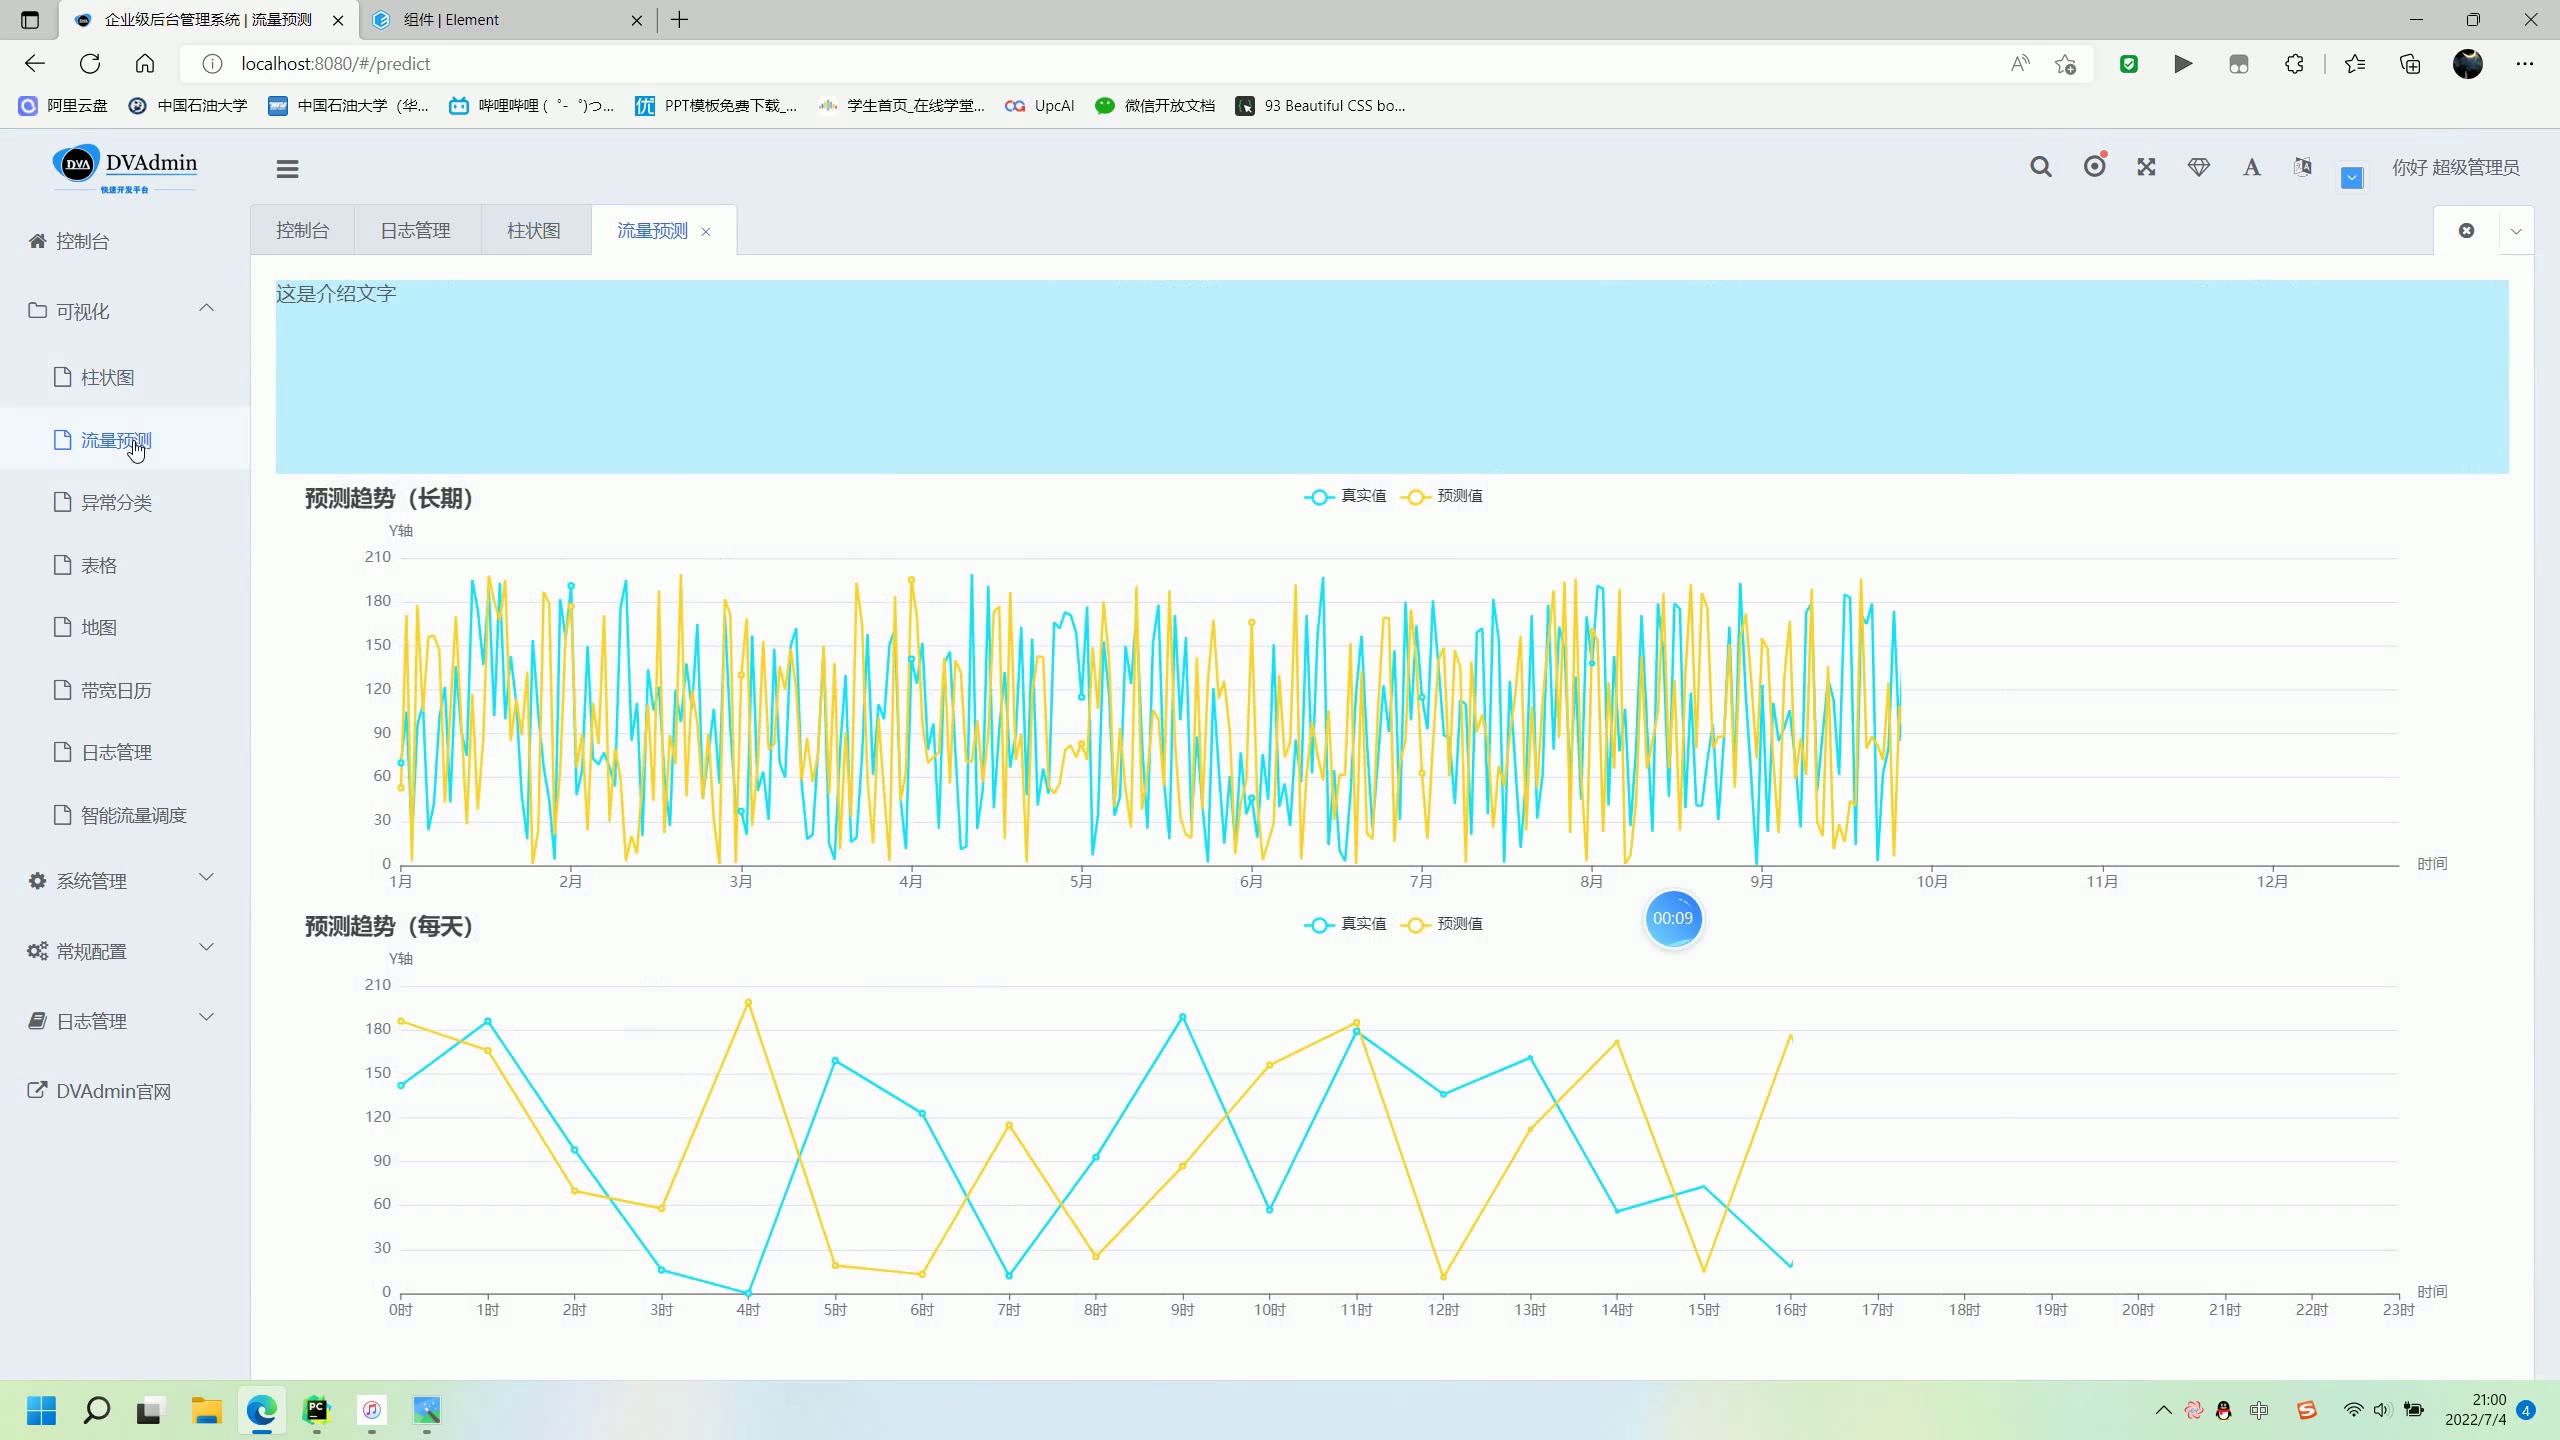 企业级后台管理系统 | 流量预测
组件 | Element
localhost:8080/#/predict
阿里云盘
中国石油大学
中国石油大学（华...
哔哩哔哩 ( ゜- ゜)つ...
PPT模板免费下载_...
学生首页_在线学堂...
UpcAI
微信开放文档
93 Beautiful CSS bo...
DVA DVAdmin
快速开发平台
你好 超级管理员
控制台
日志管理
柱状图
流量预测
控制台
可视化
柱状图
流量预测
异常分类
表格
地图
带宽日历
日志管理
智能流量调度
系统管理
常规配置
日志管理
DVAdmin官网
这是介绍文字
预测趋势（长期）
真实值 预测值
Y轴
210
180
150
120
90
60
30
0
1月 2月 3月 4月 5月 6月 7月 8月 9月 10月 11月 12月
时间
00:09
预测趋势（每天）
真实值 预测值
Y轴
210
180
150
120
90
60
30
0
0时 1时 2时 3时 4时 5时 6时 7时 8时 9时 10时 11时 12时 13时 14时 15时 16时 17时 18时 19时 20时 21时 22时 23时
时间
中
21:00
2022/7/4
4